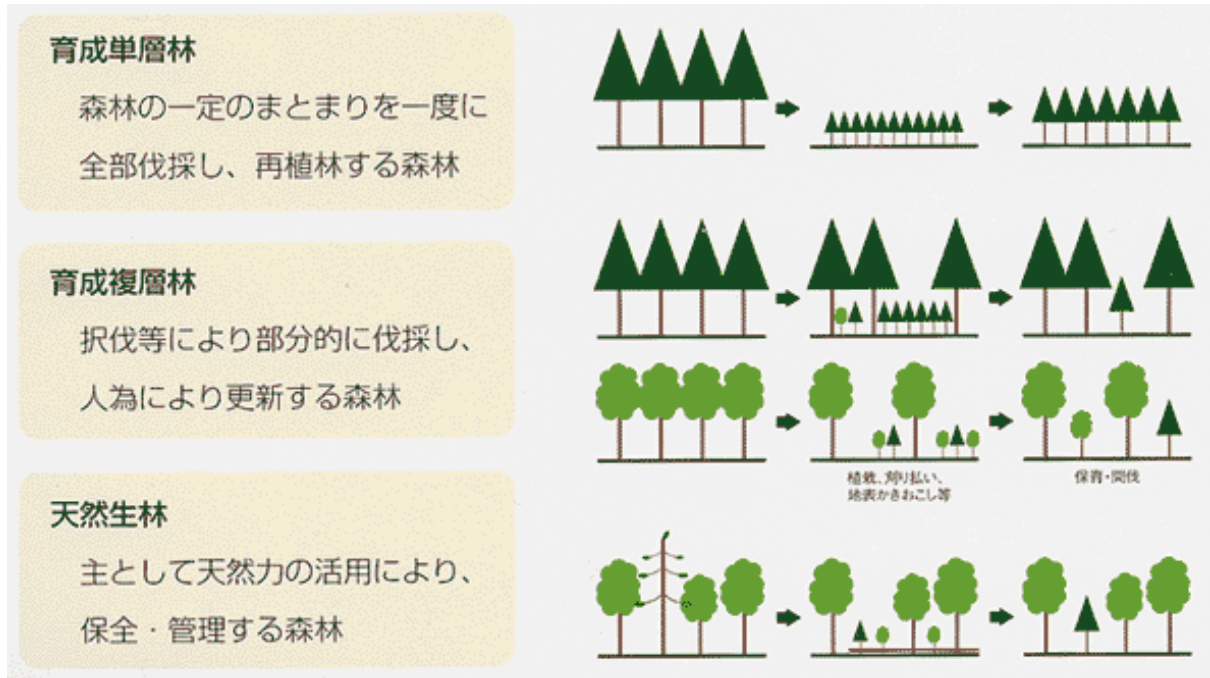 育成単層林
森林の一定のまとまりを一度に
全部伐採し、再植林する森林
育成複層林
択伐等により部分的に伐採し、
人為により更新する森林
植栽、刈り払い、
地表かきおこし等
保育・間伐
天然生林
主として天然力の活用により、
保全・管理する森林